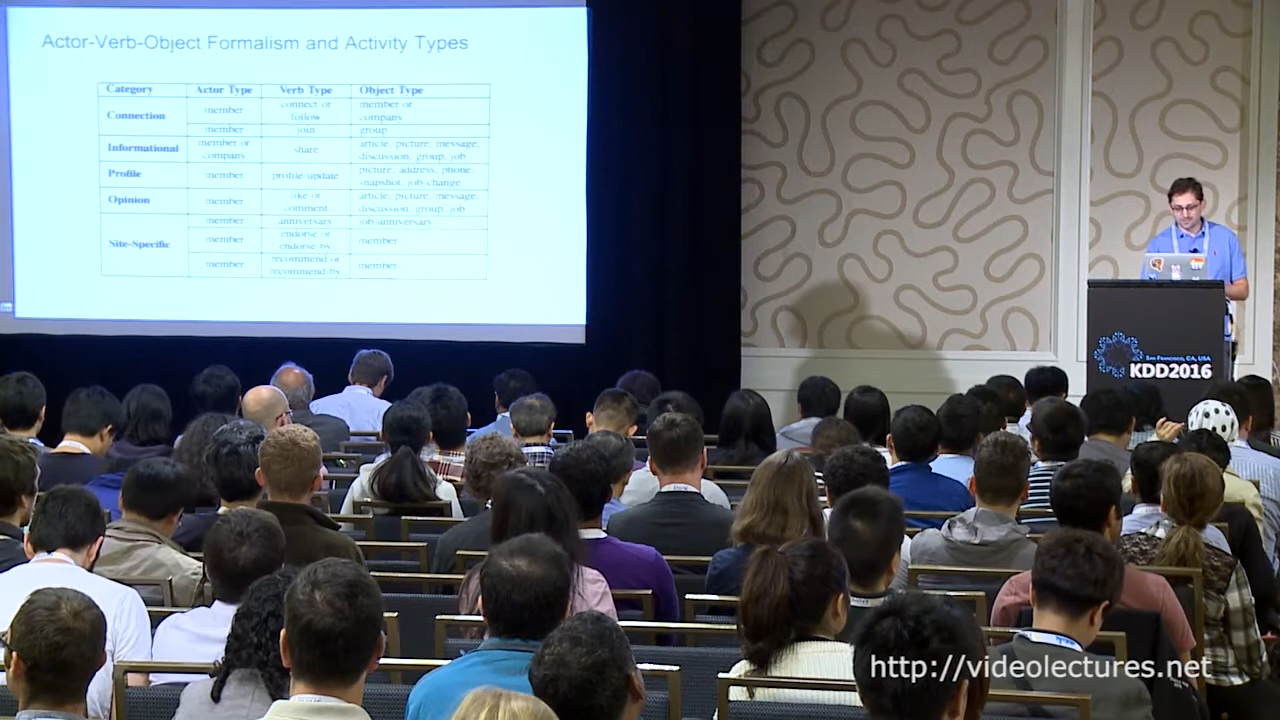 Actor-Verb-Object Formalism and Activity Types
Category Actor Type Verb Type Object Type
Connection member connect or follow member or company
member join group
Informational member or company share article, picture, message, discussion, group, job
Profile member profile-update picture, address, phone, snapshot, job-change
Opinion member like or comment article, picture, message, discussion, group, job
Site-Specific member anniversary job-anniversary
member endorse or endorse-by member
member recommend or recommend-by member
SAN FRANCISCO, CA, USA
KDD2016
http://videolectures.net